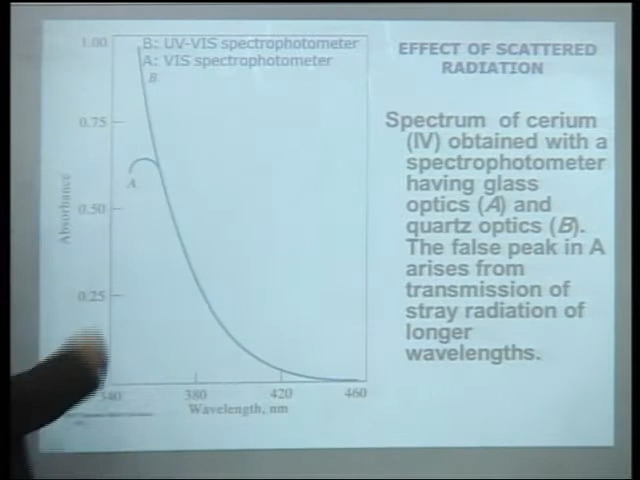 1.00
B: UV-VIS spectrophotometer
A: VIS spectrophotometer
B
0.75
A
Absorbance
0.50
0.25
340
380
420
460
Wavelength, nm
EFFECT OF SCATTERED
RADIATION
Spectrum of cerium
(IV) obtained with a
spectrophotometer
having glass
optics (A) and
quartz optics (B).
The false peak in A
arises from
transmission of
stray radiation of
longer
wavelengths.